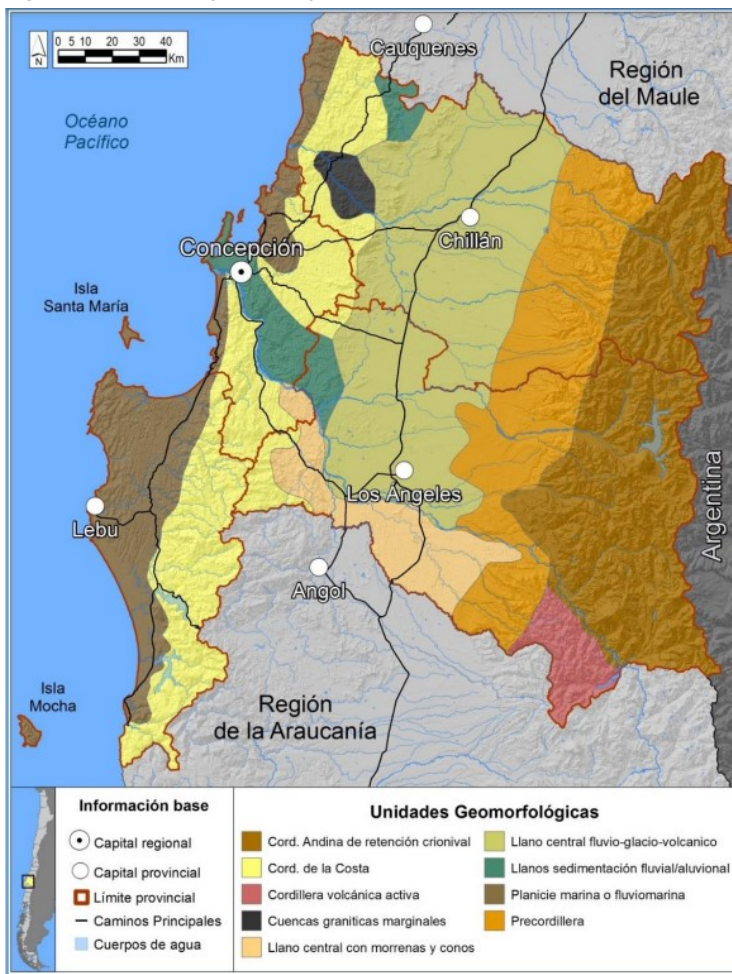 Cauquenes
0 5 10 20 30 40
Km
N
Región
del Maule
Océano
Pacífico
Chillán
Concepción
Isla
Santa María
Los Angeles
Lebu
Argentina
Angol
Isla
Mocha
Región
de la Araucanía
Información base
Capital regional
Capital provincial
Límite provincial
Caminos Principales
Cuerpos de agua
Unidades Geomorfológicas
Cord. Andina de retención crionival
Cord. de la Costa
Cordillera volcánica activa
Cuencas graniticas marginales
Llano central con morrenas y conos
Llano central fluvio-glacio-volcanico
Llanos sedimentación fluvial/aluvional
Planicie marina o fluviomarina
Precordillera